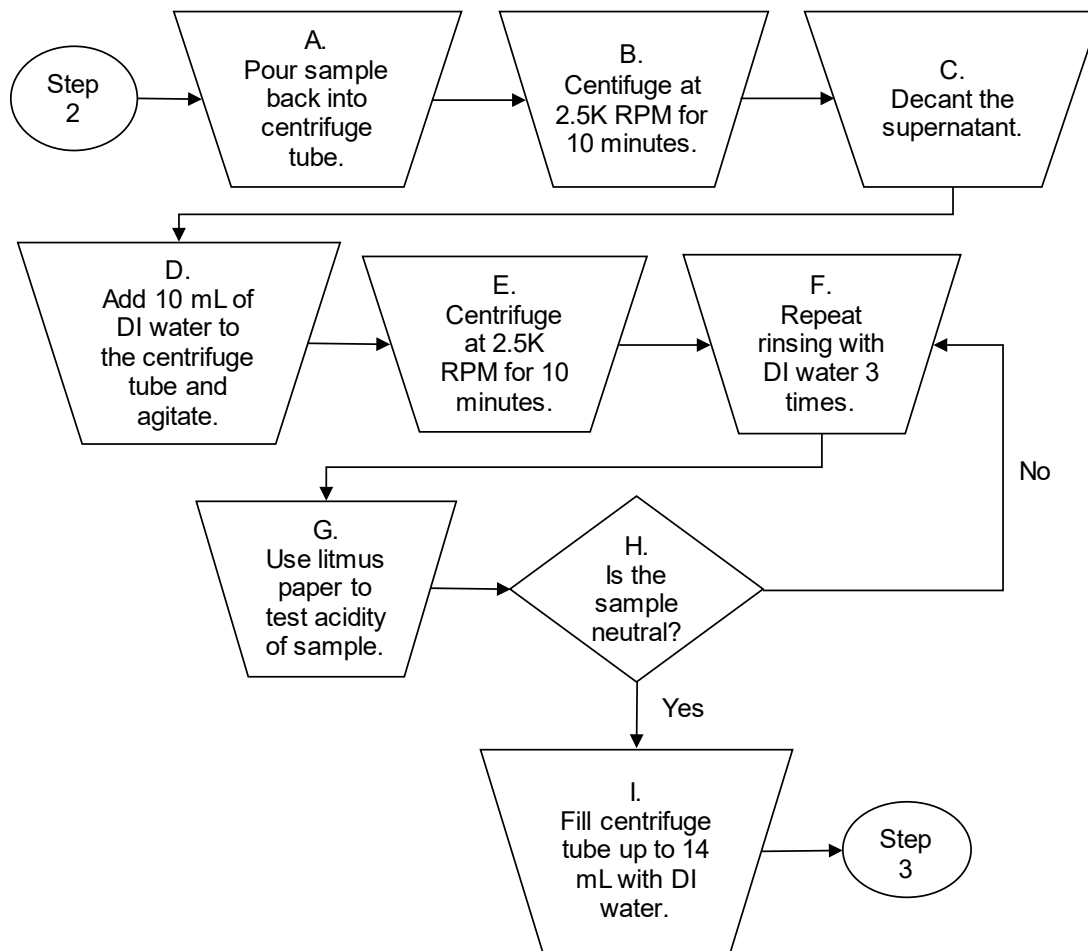 Step
2
A.
Pour sample
back into
centrifuge
tube.
B.
Centifuge at
2.5K RPM for
10 minutes.
C.
Decant the
supernatant.
D.
Add 10 mL of
DI water to
the centrifuge
tube and
agitate.
E.
Centrifuge
at 2.5K
RPM for 10
minutes.
F.
Repeat
rinsing with
DI water 3
times.
No
G.
Use litmus
paper to
test acidity
of sample.
H.
Is the
sample
neutral?
Yes
I.
Fill centrifuge
tube up to 14
mL with DI
water.
Step
3